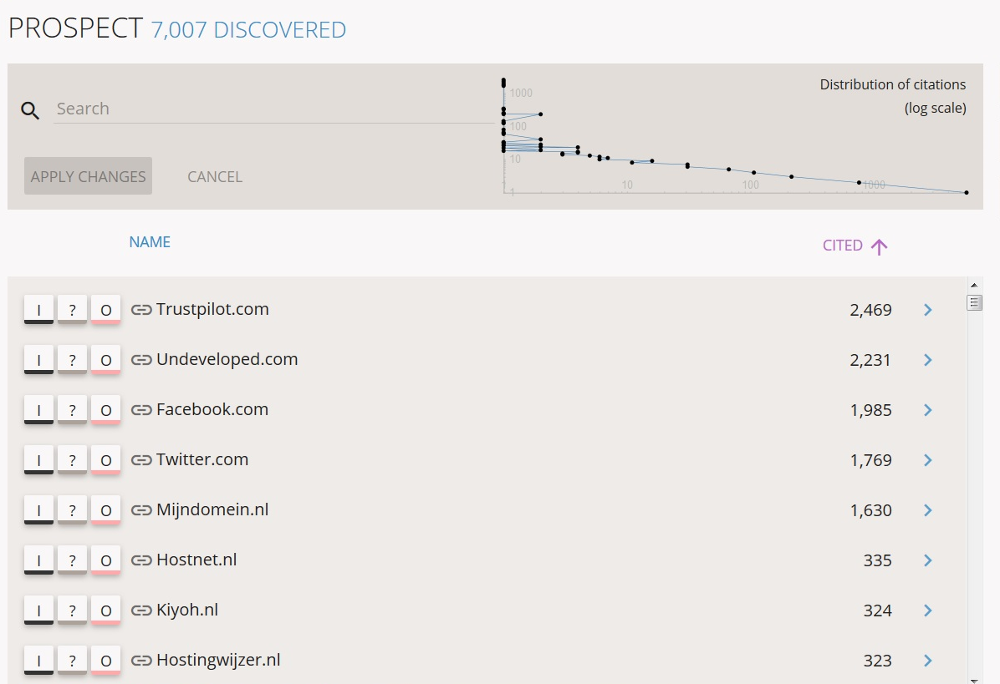 PROSPECT 7,007 DISCOVERED
Search
APPLY CHANGES CANCEL
Distribution of citations
(log scale)
1000
100
10
1
1 10 100 1000
NAME CITED
I ? O Trustpilot.com 2,469
I ? O Undeveloped.com 2,231
I ? O Facebook.com 1,985
I ? O Twitter.com 1,769
I ? O Mijndomein.nl 1,630
I ? O Hostnet.nl 335
I ? O Kiyoh.nl 324
I ? O Hostingwijzer.nl 323